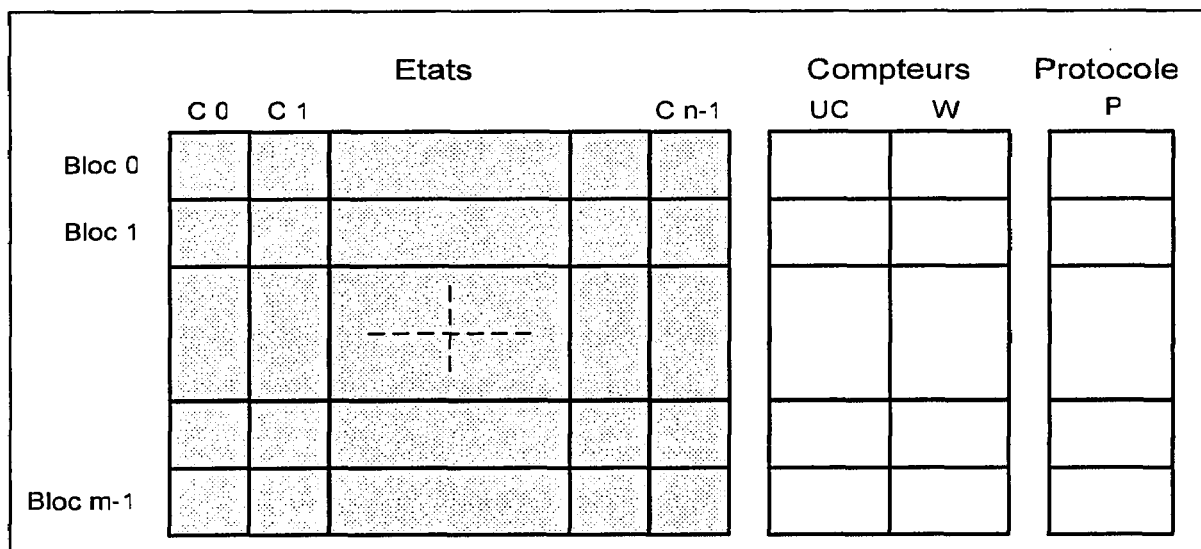 Etats Compteurs Protocole
C 0 C 1 C n-1 UC W P
Bloc 0
Bloc 1
Bloc m-1